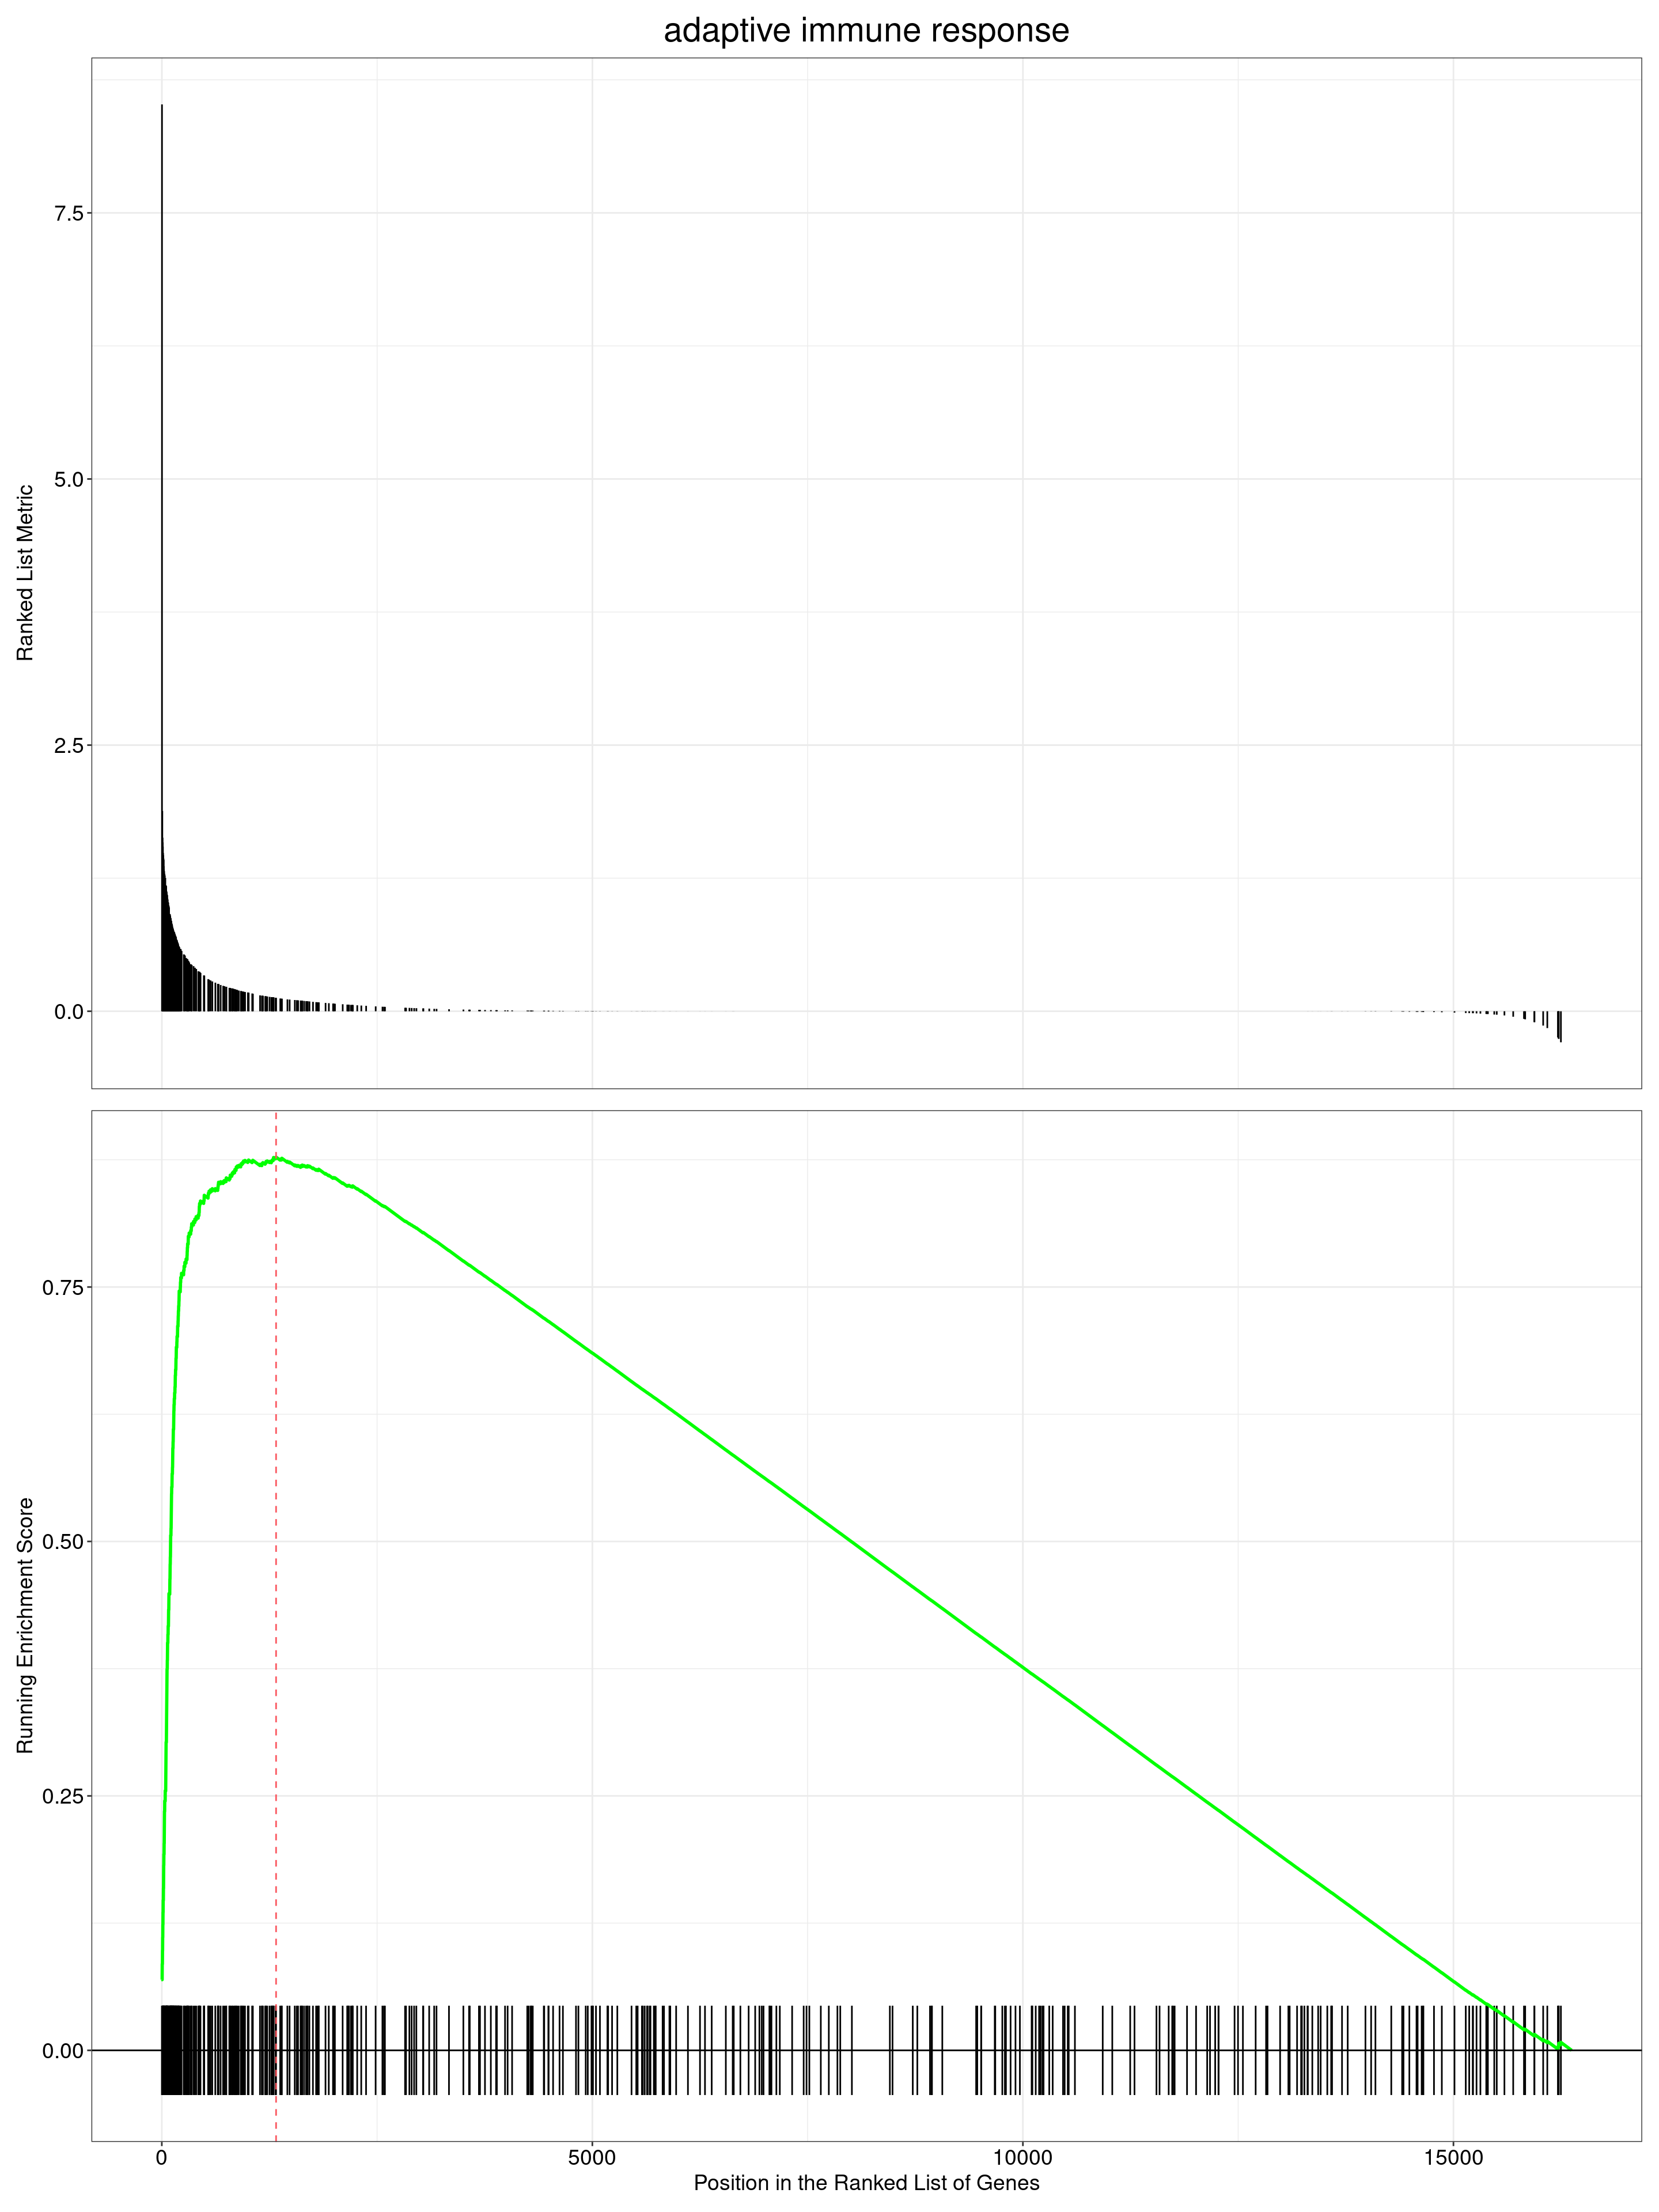 adaptive immune response
Ranked List Metric
7.5
5.0
2.5
0.0
Running Enrichment Score
0.75
0.50
0.25
0.00
0 5000 10000 15000
Position in the Ranked List of Genes